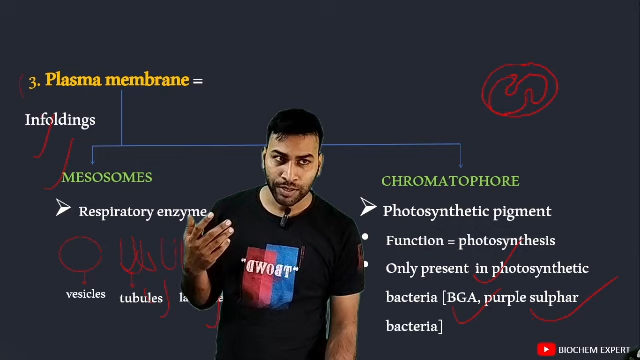 3. Plasma membrane =
Infoldings
MESOSOMES
Respiratory enzyme
vesicles
tubules
CHROMATOPHORE
Photosynthetic pigment
Function = photosynthesis
Only present in photosynthetic
bacteria [BGA, purple sulphar
bacteria]
BIOCHEM EXPERT